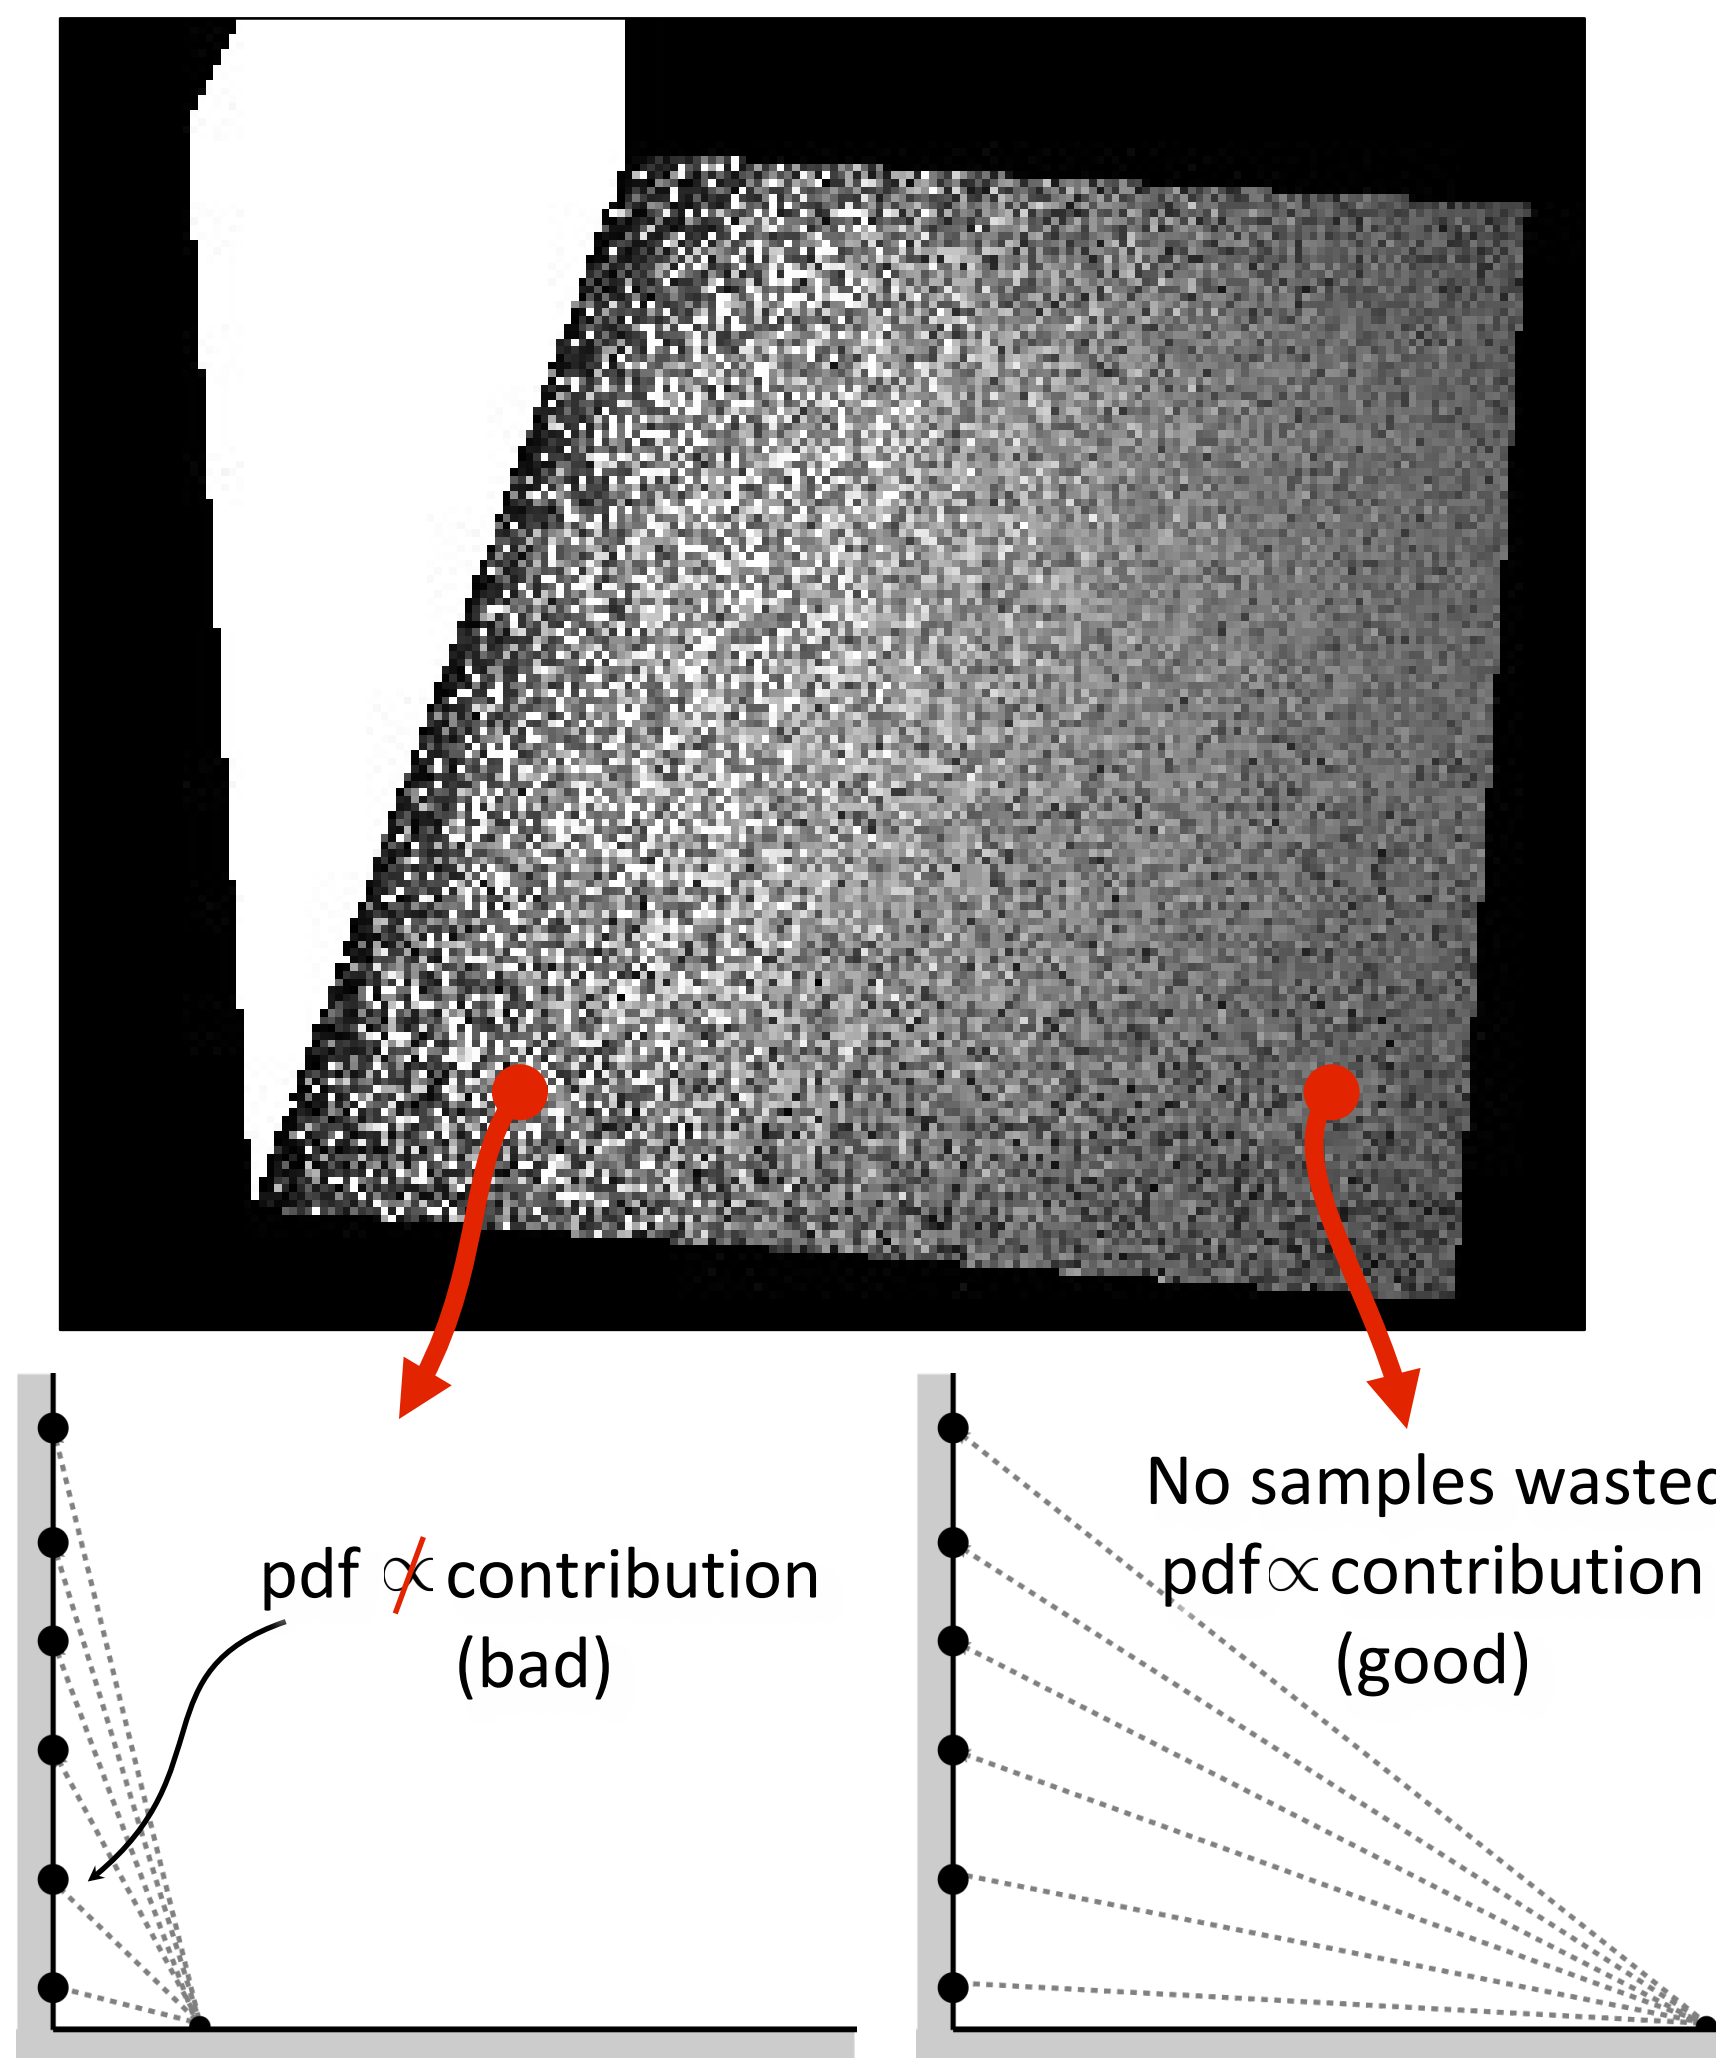 pdf ∝̸ contribution
(bad)
No samples wasted
pdf ∝ contribution
(good)